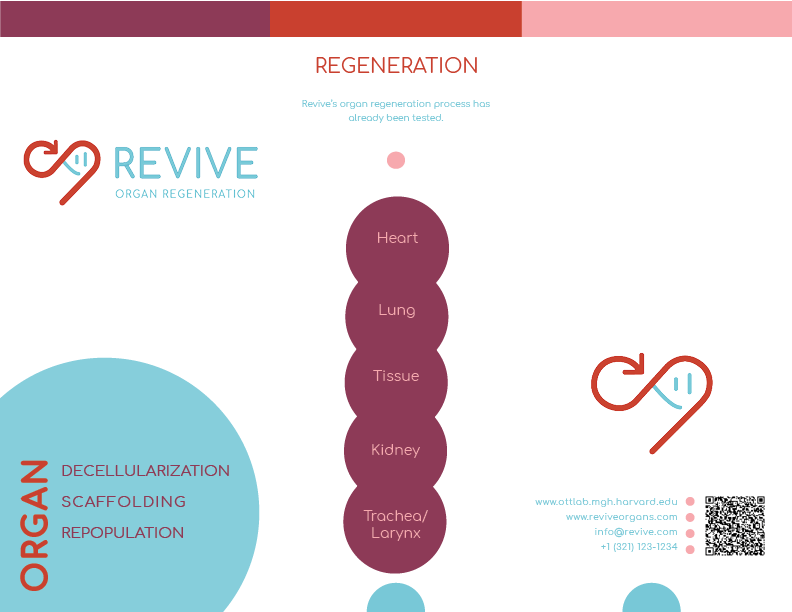 REVIVE
ORGAN REGENERATION
ORGAN
DECELLULARIZATION
SCAFFOLDING
REPOPULATION
REGENERATION
Revive's organ regeneration process has
already been tested.
Heart
Lung
Tissue
Kidney
Trachea/
Larynx
www.ottlab.mgh.harvard.edu
www.reviveorgans.com
info@revive.com
+1 (321) 123-1234